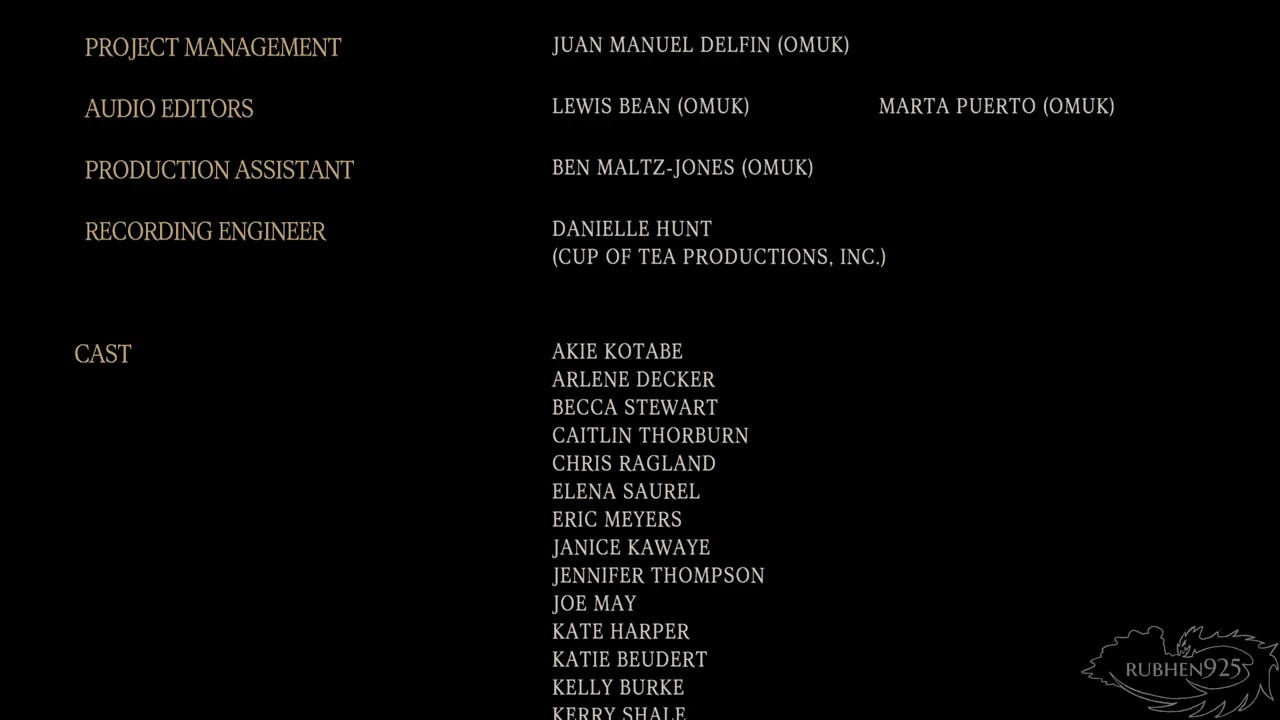 PROJECT MANAGEMENT JUAN MANUEL DELFIN (OMUK)
AUDIO EDITORS LEWIS BEAN (OMUK) MARTA PUERTO (OMUK)
PRODUCTION ASSISTANT BEN MALTZ-JONES (OMUK)
RECORDING ENGINEER DANIELLE HUNT
(CUP OF TEA PRODUCTIONS, INC.)
CAST AKIE KOTABE
ARLENE DECKER
BECCA STEWART
CAITLIN THORBURN
CHRIS RAGLAND
ELENA SAUREL
ERIC MEYERS
JANICE KAWAYE
JENNIFER THOMPSON
JOE MAY
KATE HARPER
KATIE BEUDERT
KELLY BURKE
KERRY SHALE
RUBHEN925